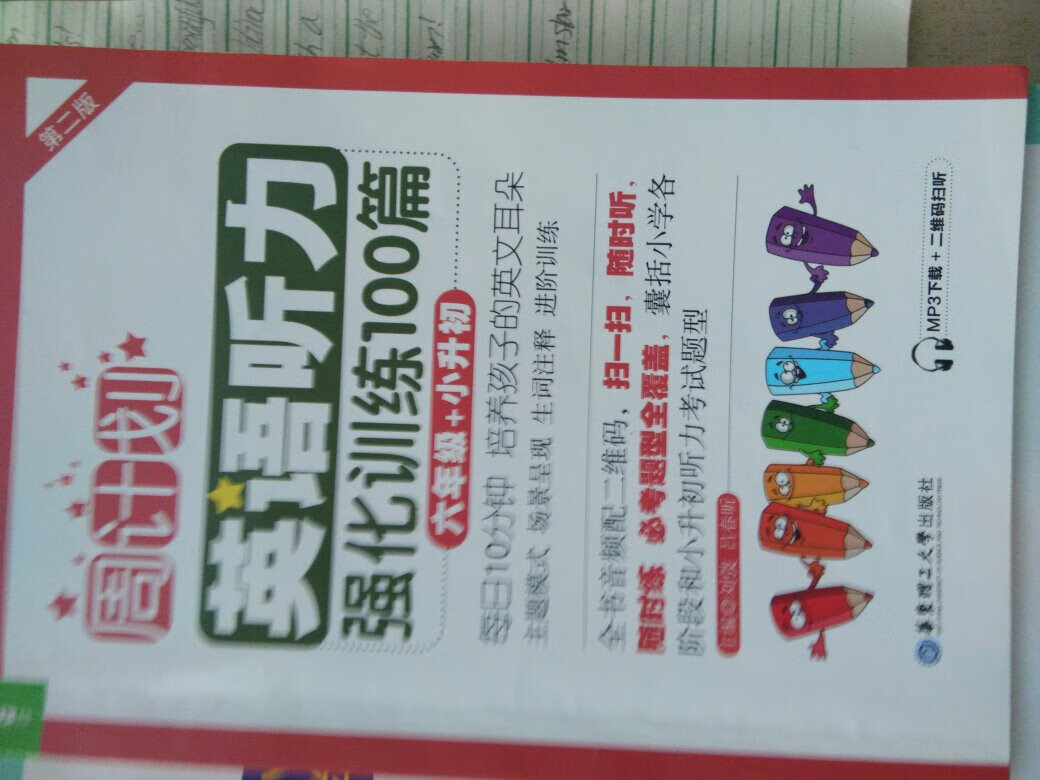 第二版
周计划
英语听力
强化训练100篇
六年级+小升初
每日10分钟 培养孩子的英文耳朵
主题模式 场景呈现 生词注释 进阶训练
全书音频配二维码,扫一扫,随时听,
随时练 必考题型全覆盖,囊括小学各
阶段和小升初听力考试题型
MP3下载+二维码扫听
华东理工大学出版社